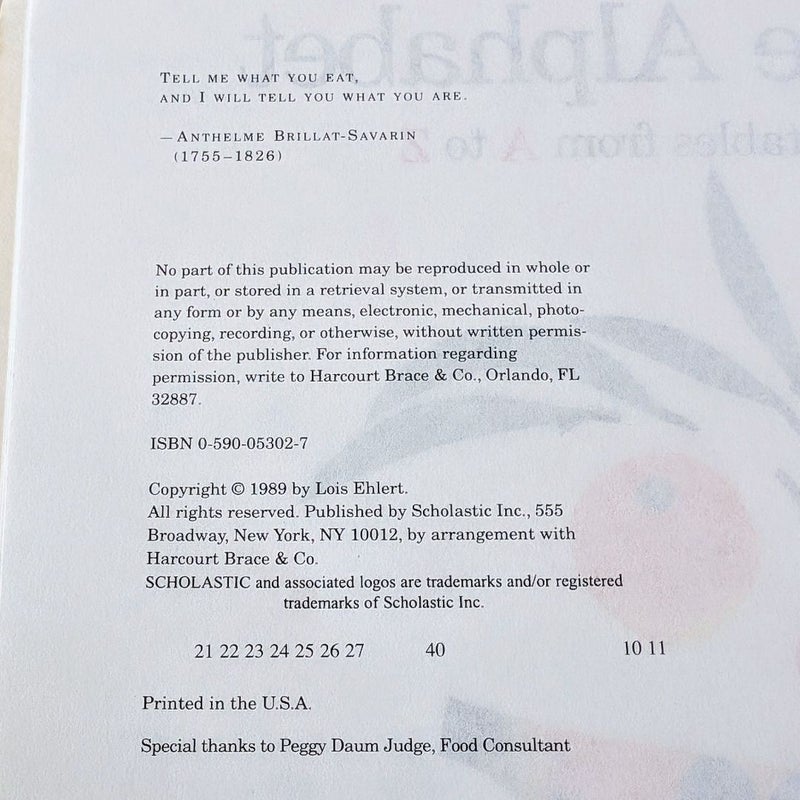 TELL ME WHAT YOU EAT,
AND I WILL TELL YOU WHAT YOU ARE.
—ANTHELME BRILLAT-SAVARIN
(1755–1826)
No part of this publication may be reproduced in whole or
in part, or stored in a retrieval system, or transmitted in
any form or by any means, electronic, mechanical, photo-
copying, recording, or otherwise, without written permis-
sion of the publisher. For information regarding
permission, write to Harcourt Brace & Co., Orlando, FL
32887.
ISBN 0-590-05302-7
Copyright © 1989 by Lois Ehlert.
All rights reserved. Published by Scholastic Inc., 555
Broadway, New York, NY 10012, by arrangement with
Harcourt Brace & Co.
SCHOLASTIC and associated logos are trademarks and/or registered
trademarks of Scholastic Inc.
21 22 23 24 25 26 27 40 10 11
Printed in the U.S.A.
Special thanks to Peggy Daum Judge, Food Consultant
e Alphabet
tables from A to Z